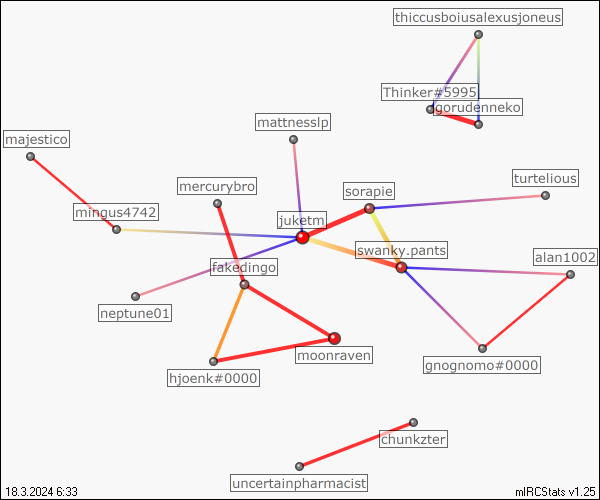 thiccusboiusalexusjoneus
Thinker#5995
gorudenneko
mattnesslp
majestico
mercurybro
sorapie
turtelious
mingus4742
juketm
swanky.pants
alan1002
fakedingo
neptune01
moonraven
gnognomo#0000
hjoenk#0000
chunkzter
uncertainpharmacist
18.3.2024 6:33
mIRCStats v1.25